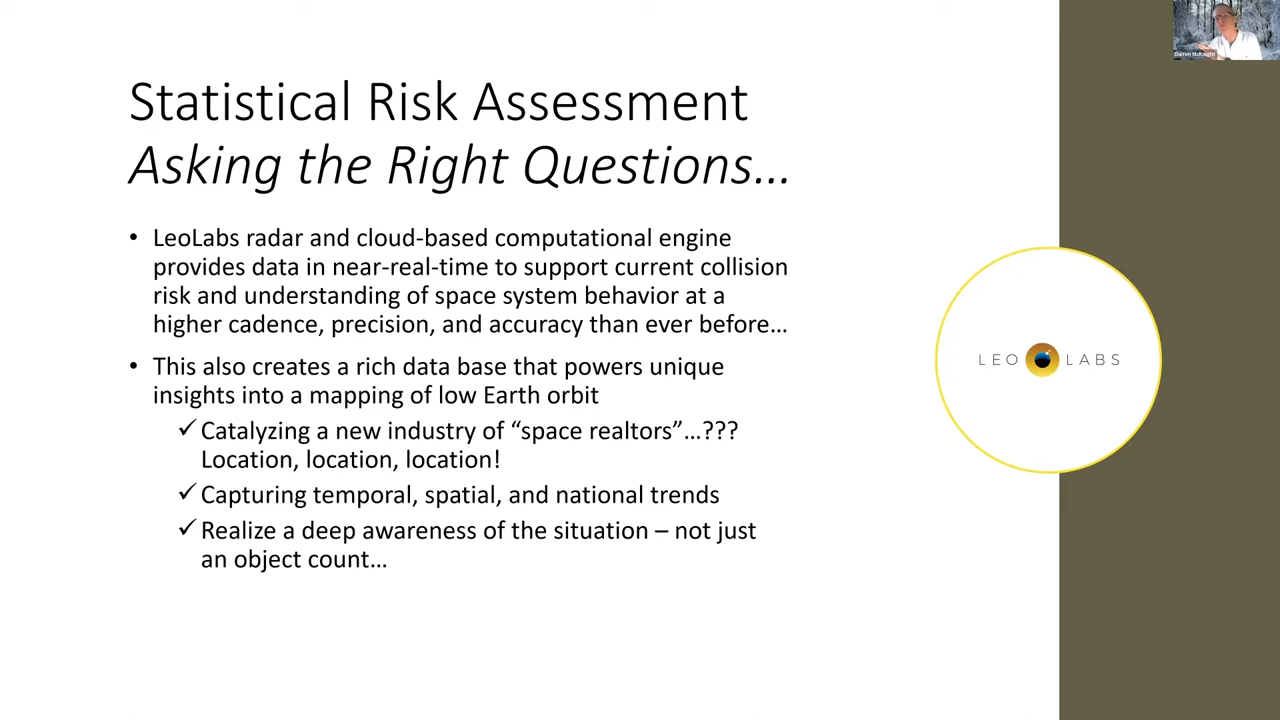 Darren McKnight
Statistical Risk Assessment
Asking the Right Questions...
• LeoLabs radar and cloud-based computational engine
provides data in near-real-time to support current collision
risk and understanding of space system behavior at a
higher cadence, precision, and accuracy than ever before...
• This also creates a rich data base that powers unique
insights into a mapping of low Earth orbit
✓ Catalyzing a new industry of “space realtors”...???
Location, location, location!
✓ Capturing temporal, spatial, and national trends
✓ Realize a deep awareness of the situation – not just
an object count...
LEO LABS